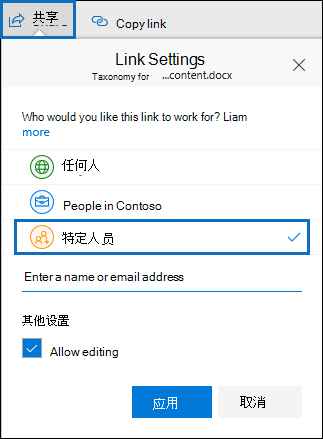 共享
Copy link
Link Settings
Taxonomy for ...content.docx
Who would you like this link to work for? Liam
more
任何人
People in Contoso
特定人员
Enter a name or email address
其他设置
Allow editing
应用
取消